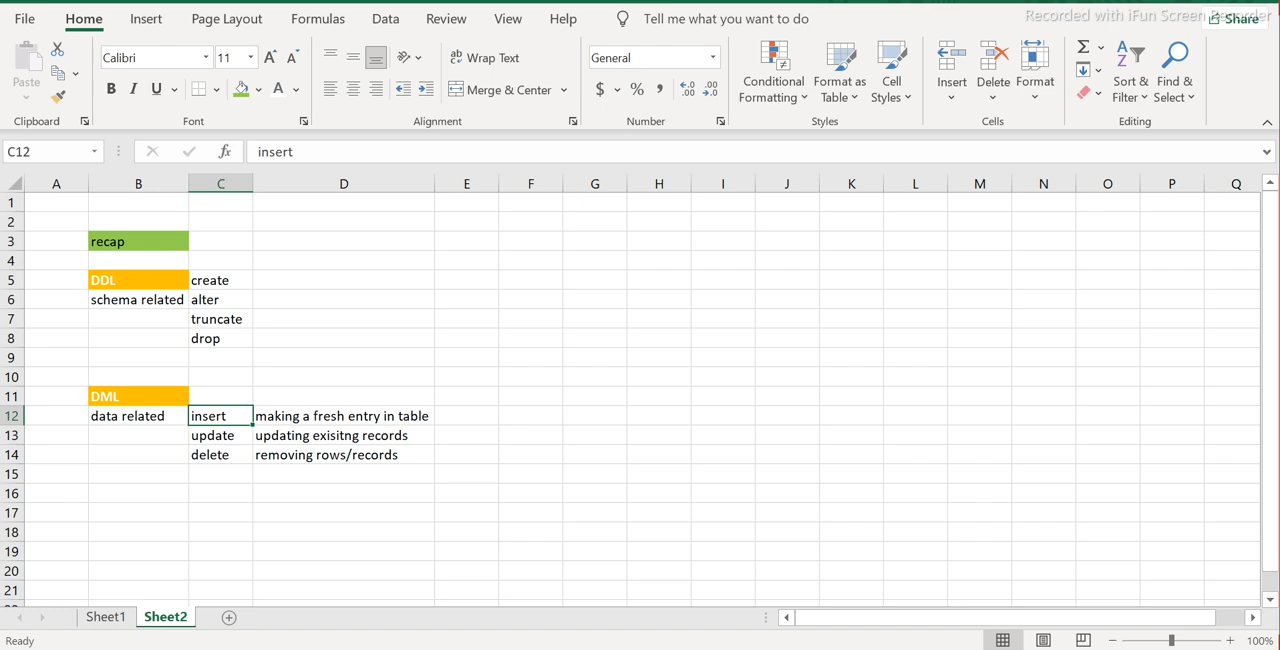 File Home Insert Page Layout Formulas Data Review View Help Tell me what you want to do Share
Recorded with iFun Screen Recorder
Paste
Calibri 11
B I U A
Wrap Text
Merge & Center
General
$ % , .00
Conditional Formatting
Format as Table
Cell Styles
Insert Delete Format
Sort & Filter
Find & Select
Clipboard Font Alignment Number Styles Cells Editing
C12 fx insert
A B C D E F G H I J K L M N O P Q
1
2
3 recap
4
5 DDL create
6 schema related alter
7 truncate
8 drop
9
10
11 DML
12 data related insert making a fresh entry in table
13 update updating exisitng records
14 delete removing rows/records
15
16
17
18
19
20
21
Sheet1 Sheet2
Ready 100%